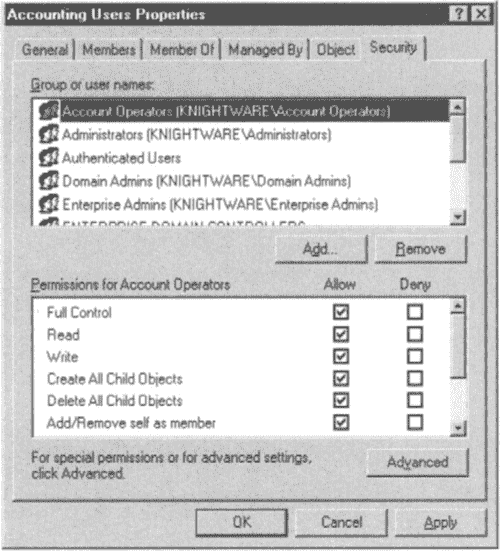 Accounting Users Properties
General Members Member Of Managed By Object Security
Group or user names:
Account Operators (KNIGHTWARE\Account Operators)
Administrators (KNIGHTWARE\Administrators)
Authenticated Users
Domain Admins (KNIGHTWARE\Domain Admins)
Enterprise Admins (KNIGHTWARE\Enterprise Admins)
ENTERPRISE DOMAIN CONTROLLERS
Add... Remove
Permissions for Account Operators Allow Deny
Full Control
Read
Write
Create All Child Objects
Delete All Child Objects
Add/Remove self as member
For special permissions or for advanced settings,
click Advanced.
Advanced
OK Cancel Apply